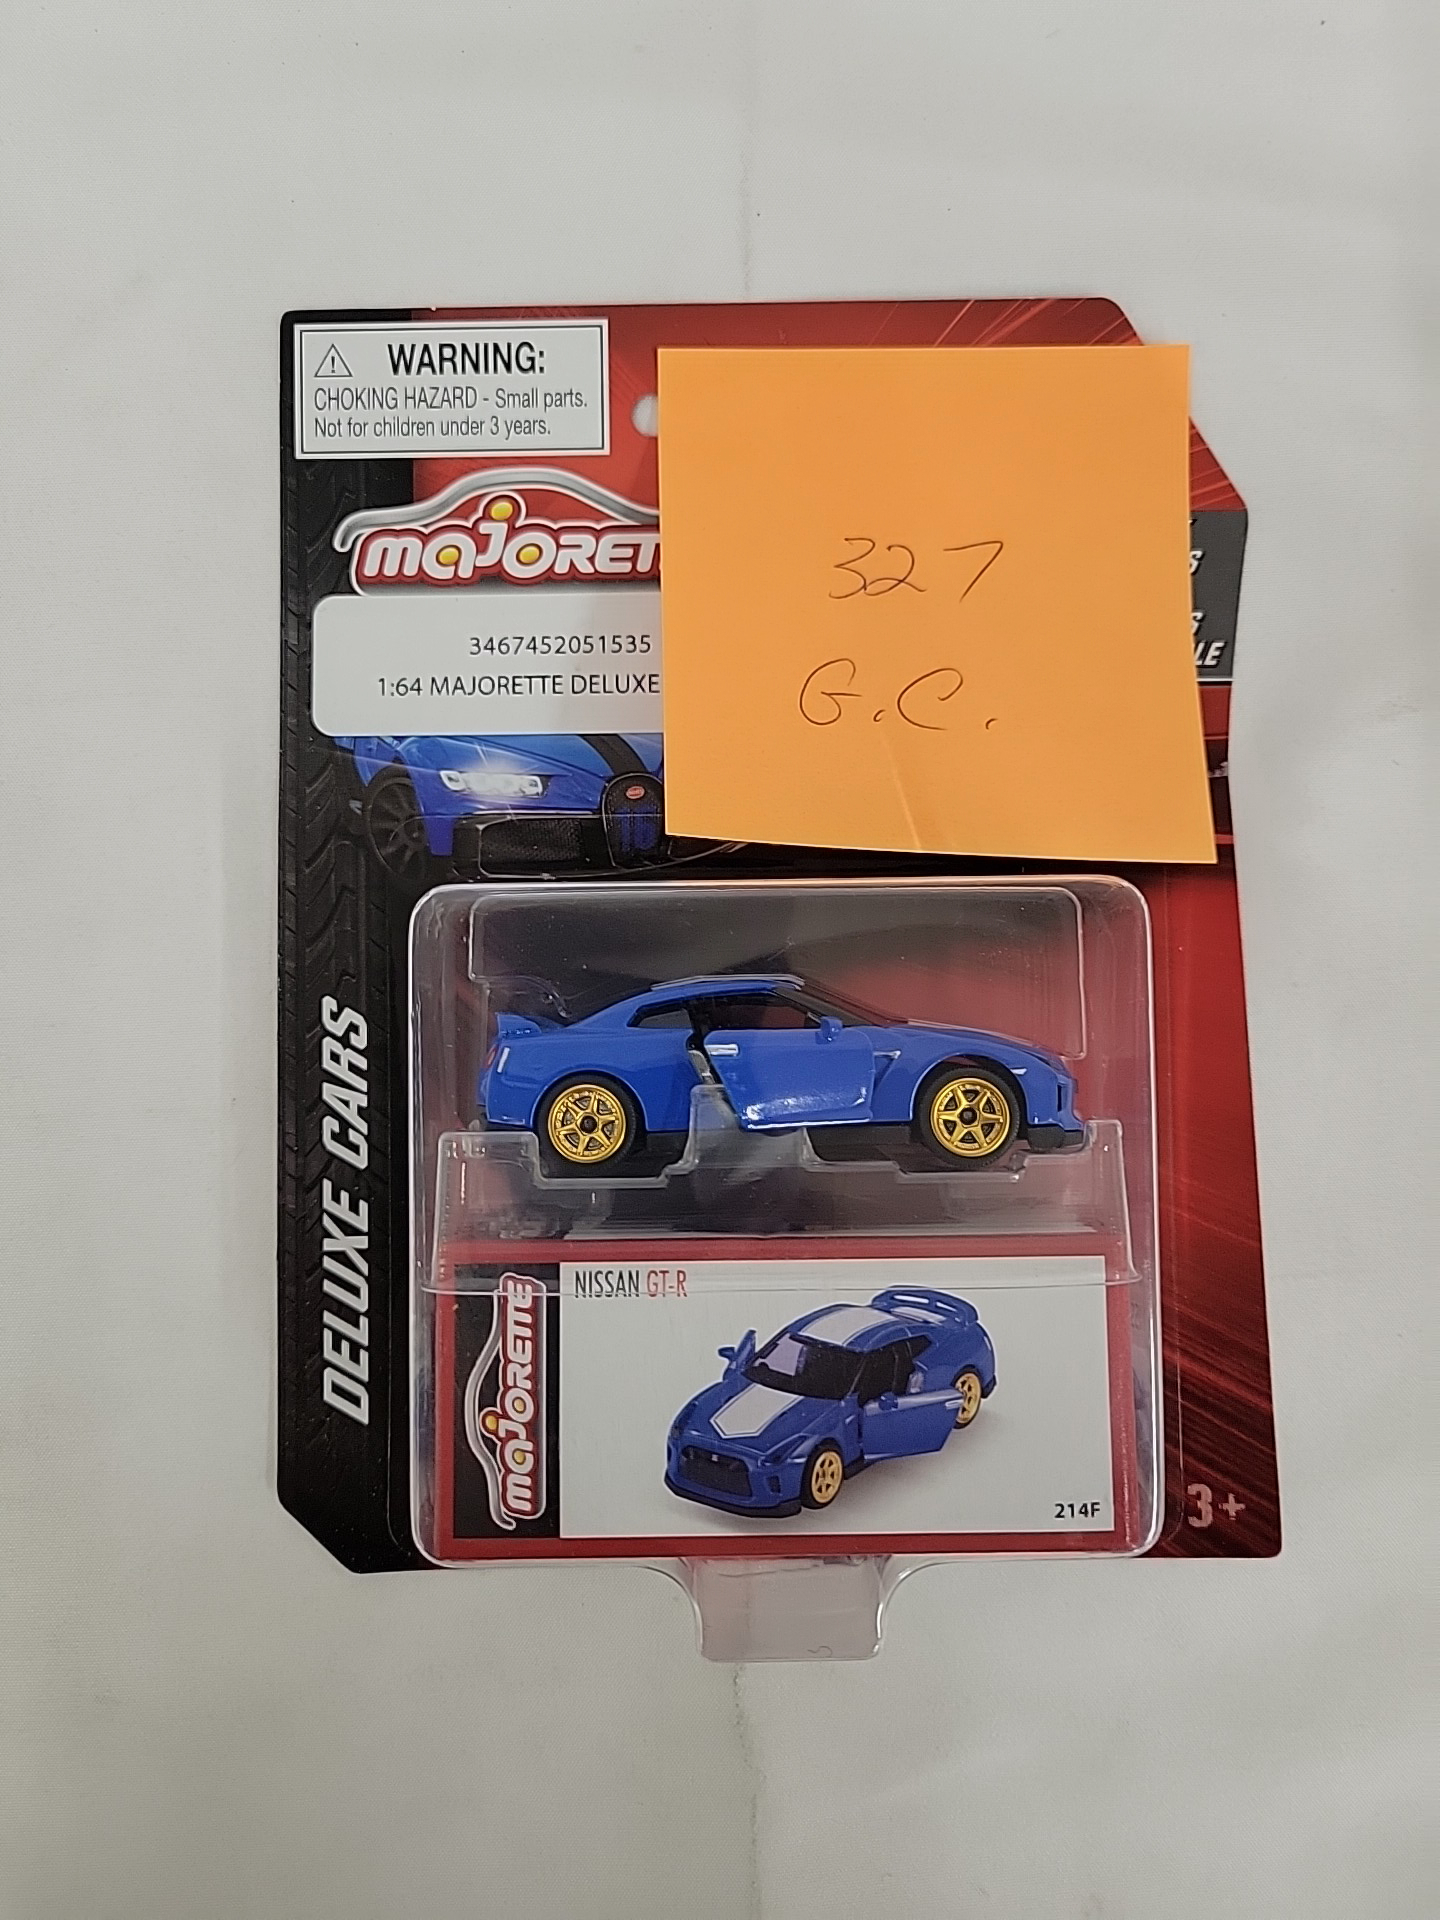 WARNING:
CHOKING HAZARD - Small parts.
Not for children under 3 years.
majorett
327
G.C.
3467452051535
1:64 MAJORETTE DELUXE
DELUXE CARS
NISSAN GT-R
majorette
214F
3+